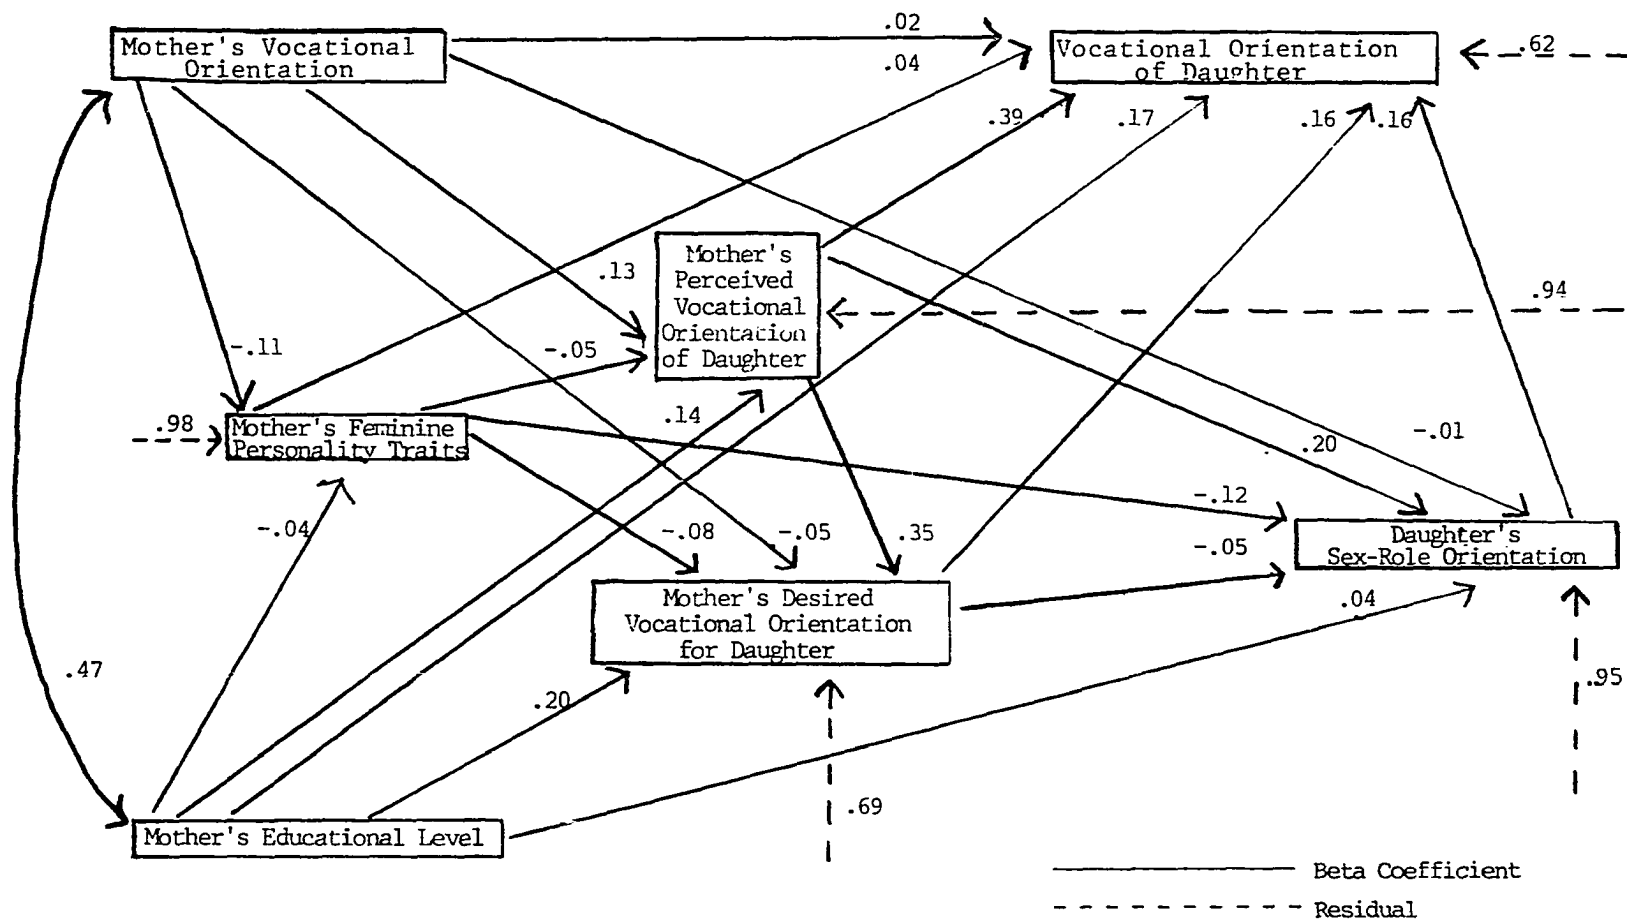 .02
Mother's Vocational
Orientation
.04
Vocational Orientation
of Daughter
.62
.39
.17
.16
.16
Mother's
Perceived
Vocational
Orientation
of Daughter
.13
.94
-.11
-.05
.98
Mother's Feminine
Personality Traits
.14
.20
-.01
-.12
-.04
-.08
-.05
.35
-.05
Daughter's
Sex-Role Orientation
Mother's Desired
Vocational Orientation
for Daughter
.04
.47
.20
.95
.69
Mother's Educational Level
Beta Coefficient
Residual